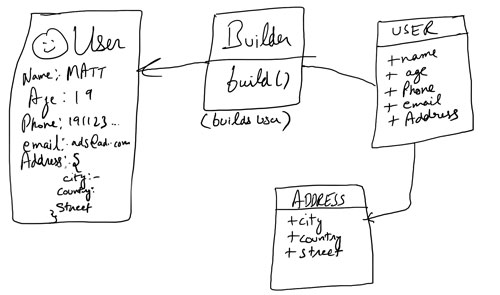 User
Name: MATT
Age: 19
Phone: 191123...
email: ads@ad.com
Address: {
city:-
country:
street
}
Builder
build()
(builds user)
USER
+name
+ age
+ Phone
+ email
+ Address
ADDRESS
+city
+country
+street